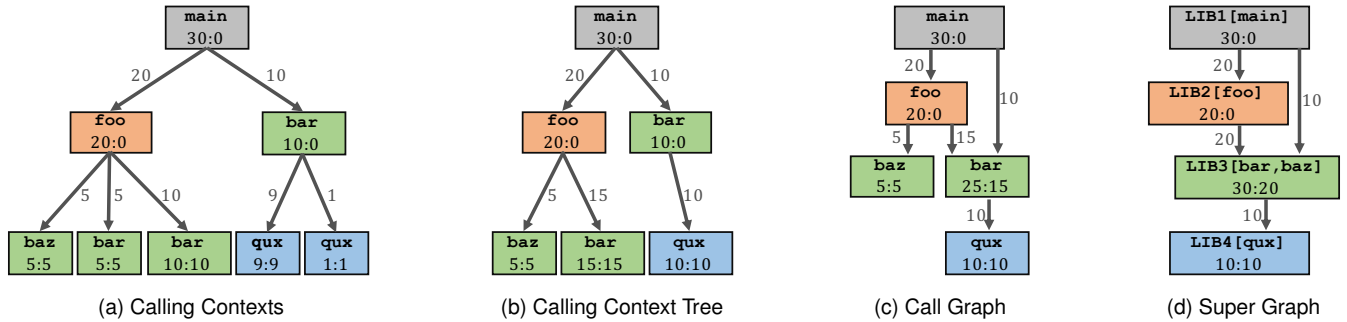 main
30:0
20
10
foo
20:0
bar
10:0
5
5
10
9
1
baz
5:5
bar
5:5
bar
10:10
qux
9:9
qux
1:1
(a) Calling Contexts
main
30:0
20
10
foo
20:0
bar
10:0
5
15
10
baz
5:5
bar
15:15
qux
10:10
(b) Calling Context Tree
main
30:0
20
10
foo
20:0
5
15
baz
5:5
bar
25:15
10
qux
10:10
(c) Call Graph
LIB1[main]
30:0
20
10
LIB2[foo]
20:0
20
LIB3[bar,baz]
30:20
10
LIB4[qux]
10:10
(d) Super Graph